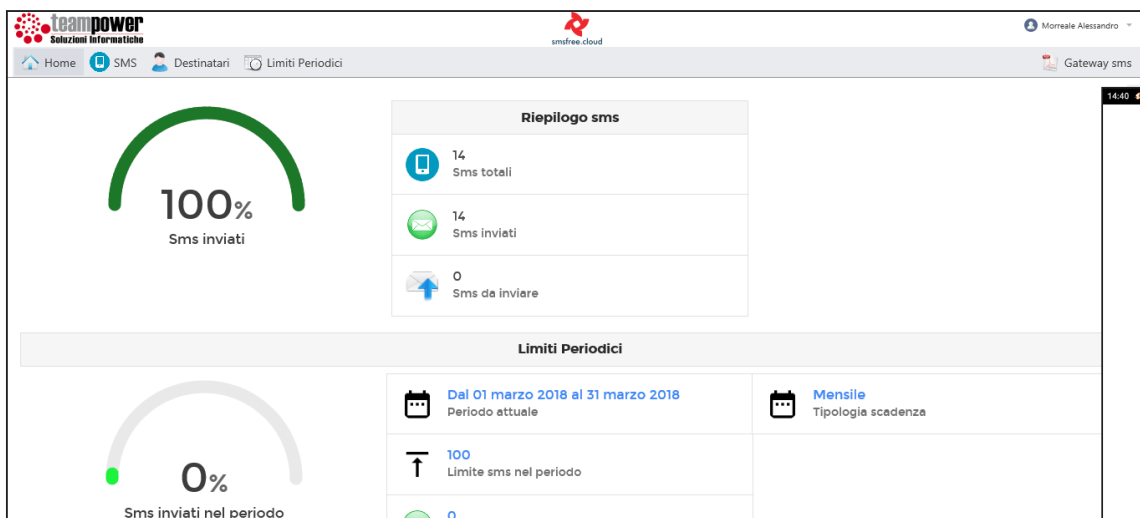 teampower
Soluzioni Informatiche
smsfree.cloud
Morreale Alessandro
Home
SMS
Destinatari
Limiti Periodici
Gateway sms
14:40
100%
Sms inviati
Riepilogo sms
14
Sms totali
14
Sms inviati
0
Sms da inviare
Limiti Periodici
0%
Sms inviati nel periodo
Dal 01 marzo 2018 al 31 marzo 2018
Periodo attuale
Mensile
Tipologia scadenza
100
Limite sms nel periodo
0